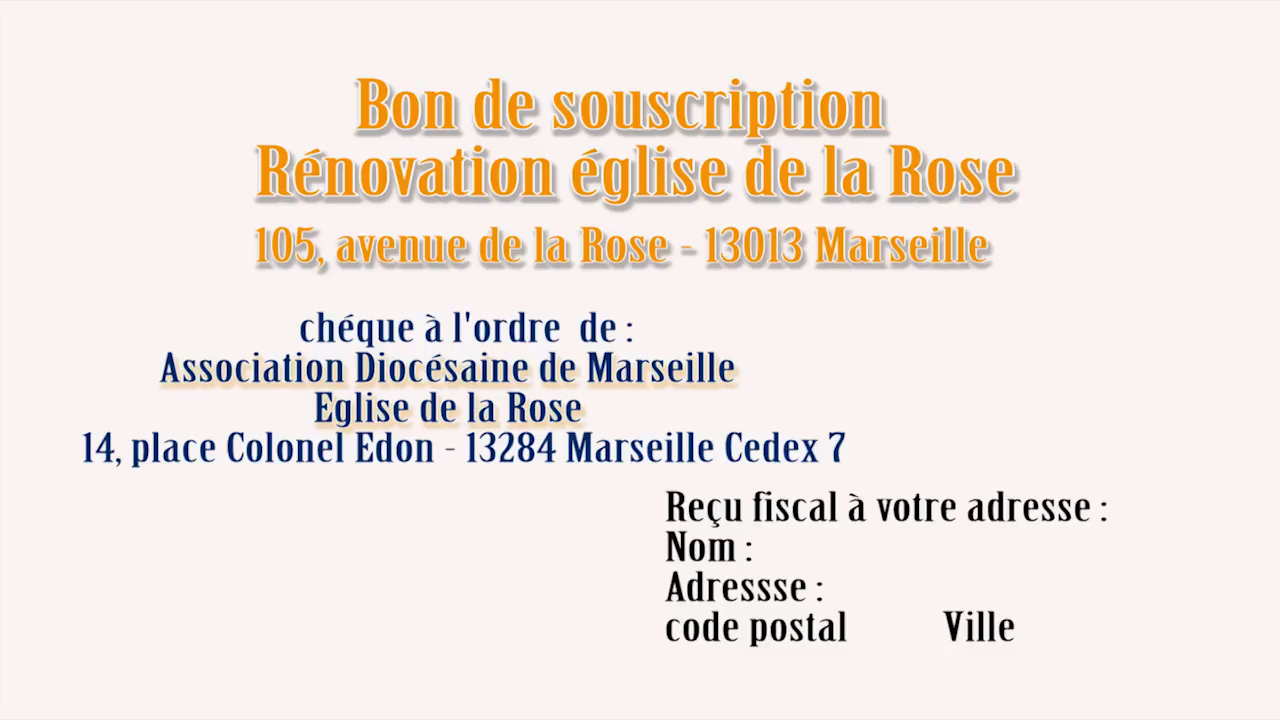 Bon de souscription
Rénovation église de la Rose
105, avenue de la Rose - 13013 Marseille
chéque à l'ordre  de :
Association Diocésaine de Marseille
Eglise de la Rose
14, place Colonel Edon - 13284 Marseille Cedex 7
Reçu fiscal à votre adresse :
Nom :
Adressse :
code postal Ville